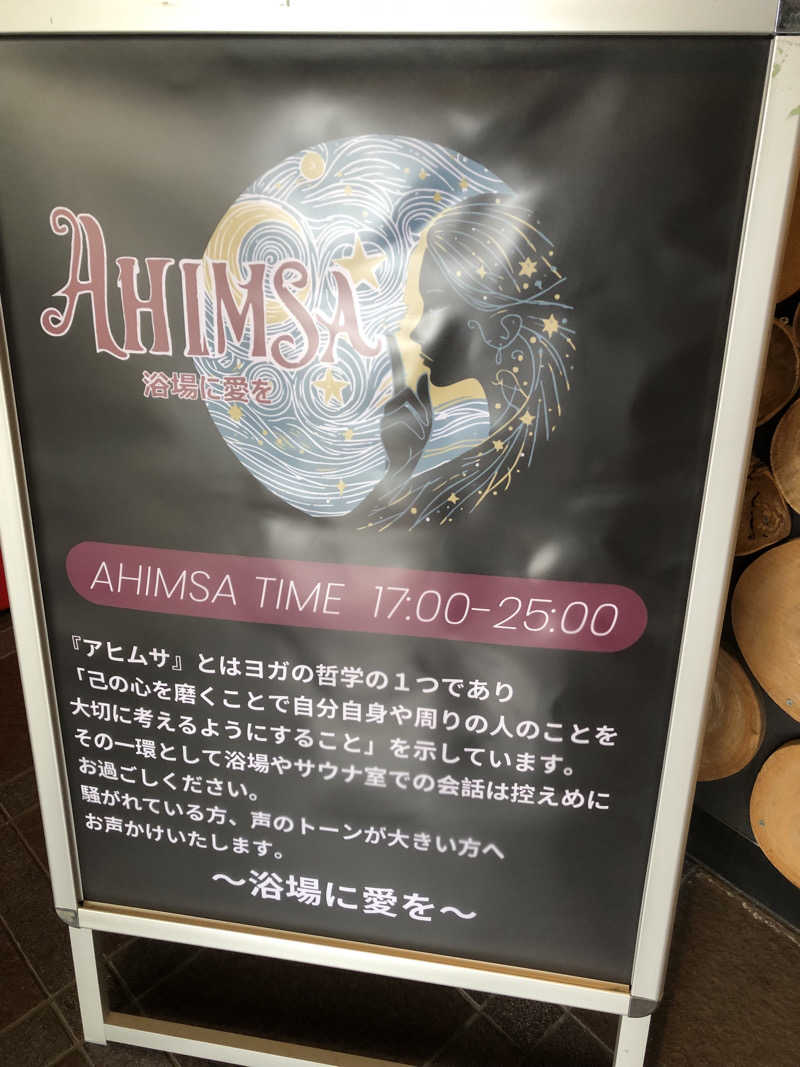 AHIMSA
浴場に愛を
AHIMSA TIME 17:00-25:00
『アヒムサ』とはヨガの哲学の１つであり
「己の心を磨くことで自分自身や周りの人のことを
大切に考えるようにすること」を示しています。
その一環として浴場やサウナ室での会話は控えめに
お過ごしください。
騒がれている方、声のトーンが大きい方へ
お声かけいたします。
～浴場に愛を～